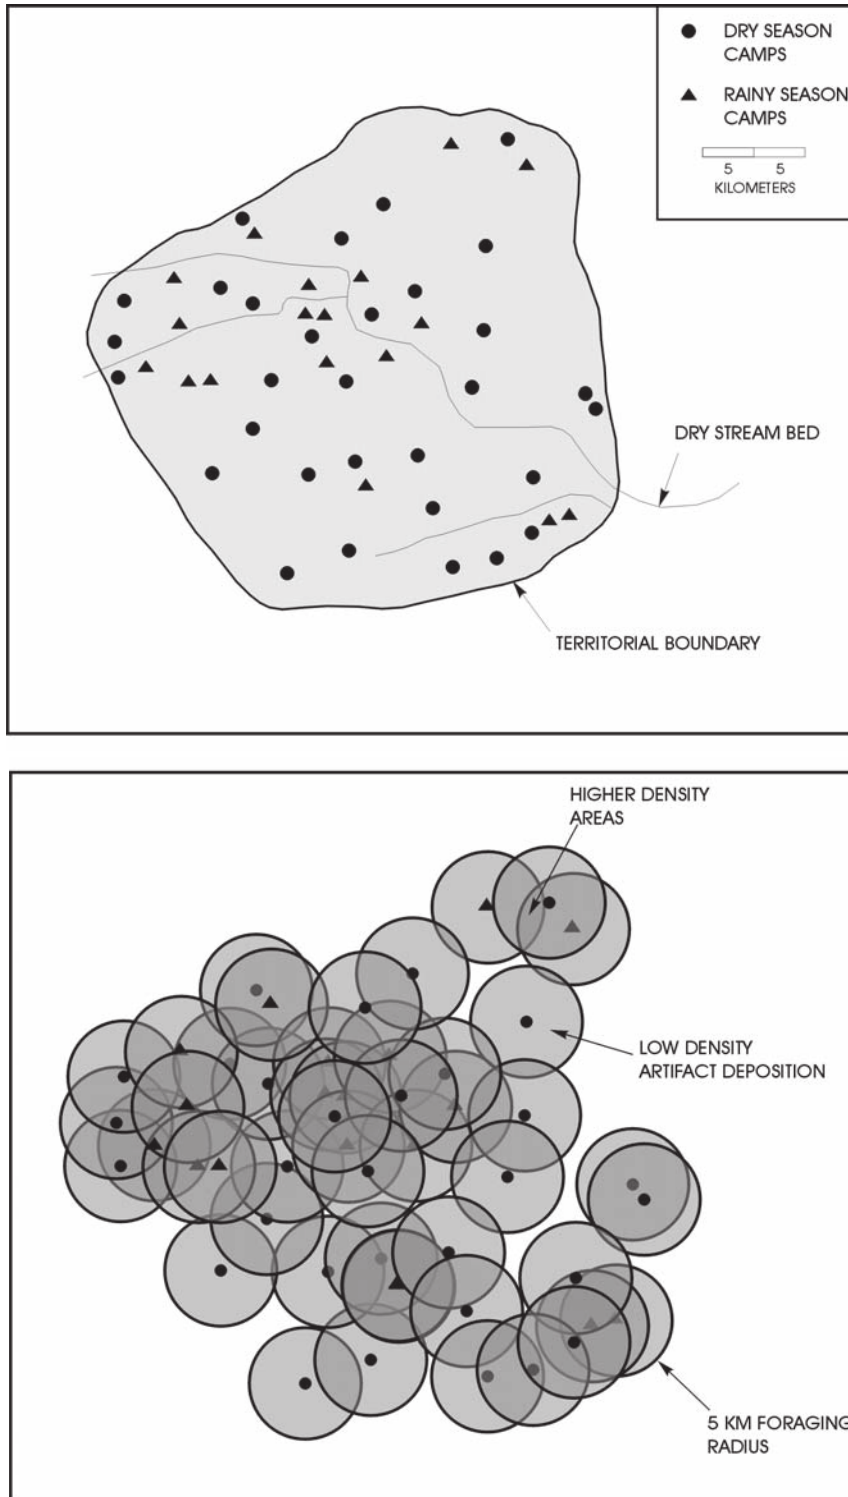 DRY SEASON
CAMPS
RAINY SEASON
CAMPS
5 5
KILOMETERS
DRY STREAM BED
TERRITORIAL BOUNDARY
HIGHER DENSITY
AREAS
LOW DENSITY
ARTIFACT DEPOSITION
5 KM FORAGING
RADIUS